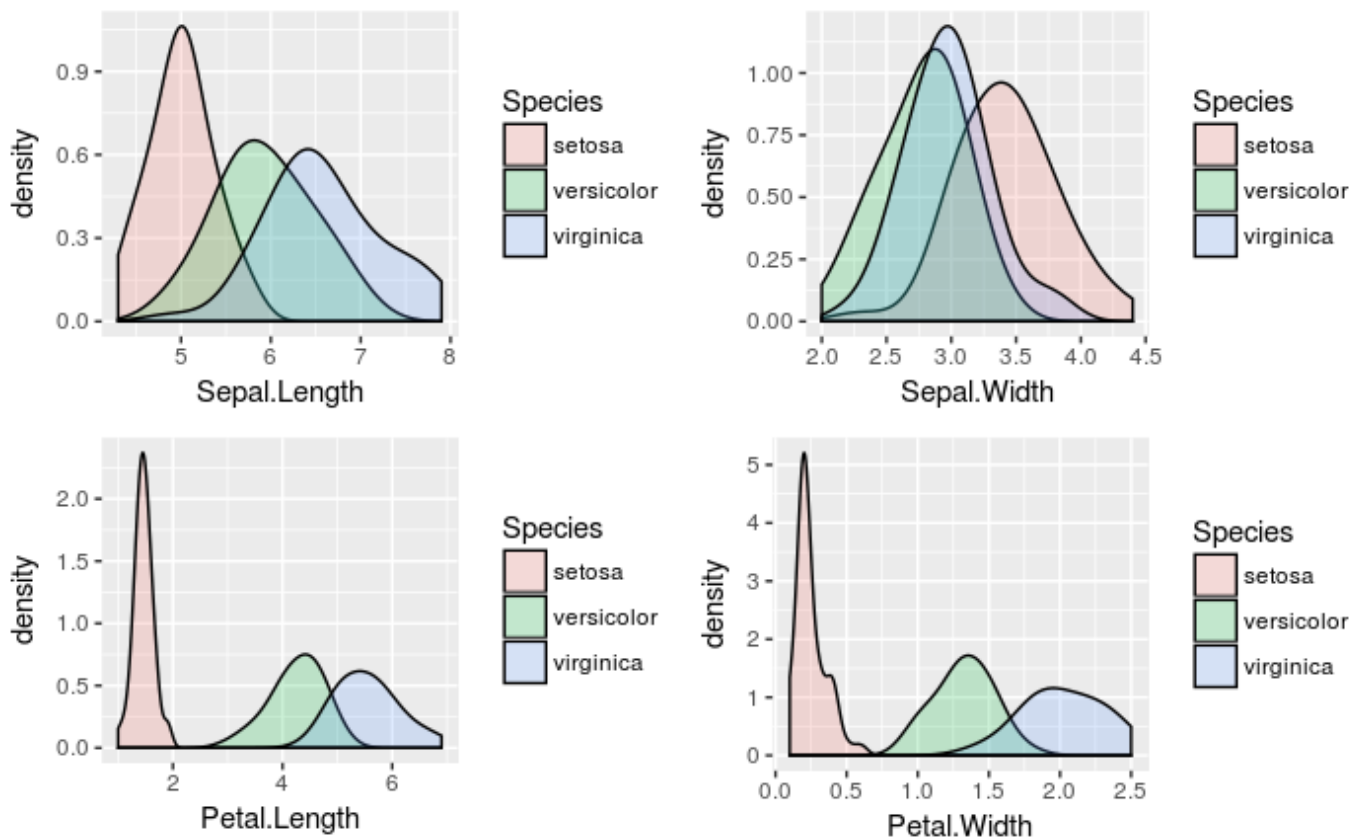 density
0.9
0.6
0.3
0.0
5
6
7
8
Sepal.Length
Species
setosa
versicolor
virginica
density
1.00
0.75
0.50
0.25
0.00
2.0
2.5
3.0
3.5
4.0
4.5
Sepal.Width
Species
setosa
versicolor
virginica
density
2.0
1.5
1.0
0.5
0.0
2
4
6
Petal.Length
Species
setosa
versicolor
virginica
density
5
4
3
2
1
0
0.0
0.5
1.0
1.5
2.0
2.5
Petal.Width
Species
setosa
versicolor
virginica